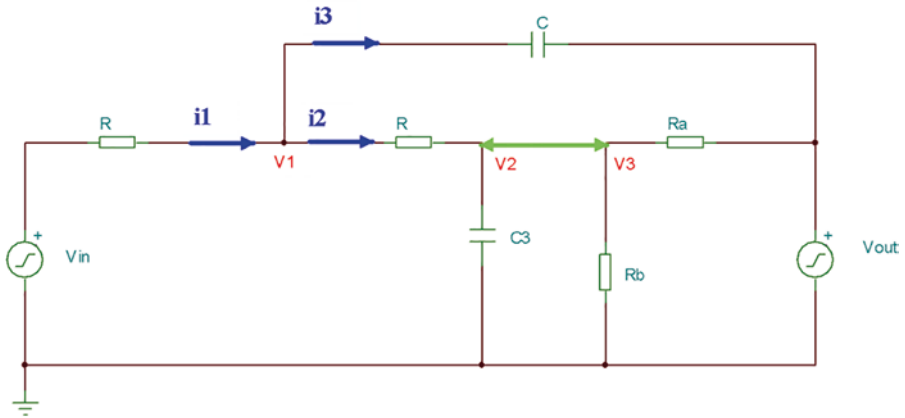 i3
C
R
i1
i2
R
Ra
V1
V2
V3
+
Vin
C3
Rb
+
Vout